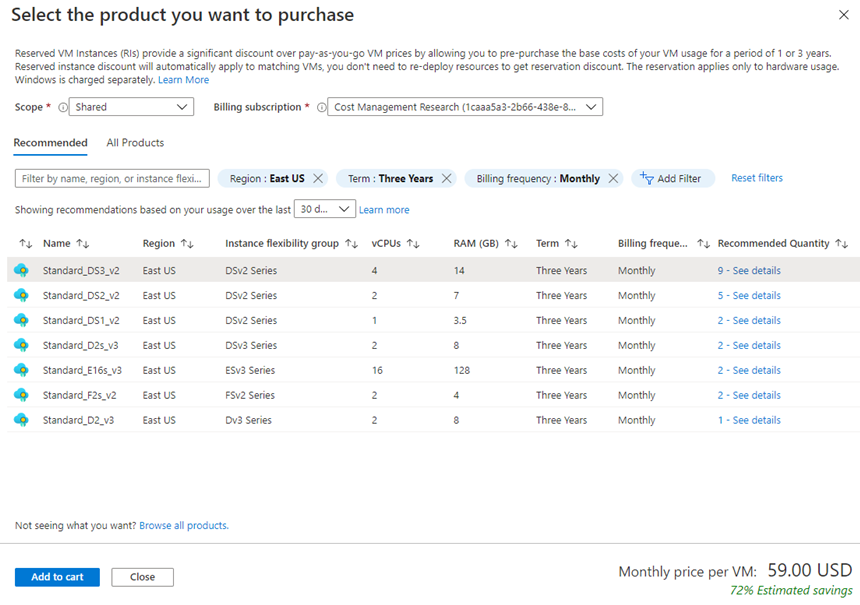 Select the product you want to purchase
Reserved VM Instances (RIs) provide a significant discount over pay-as-you-go VM prices by allowing you to pre-purchase the base costs of your VM usage for a period of 1 or 3 years.
Reserved instance discount will automatically apply to matching VMs, you don't need to re-deploy resources to get reservation discount. The reservation applies only to hardware usage.
Windows is charged separately. Learn More
Scope * Shared Billing subscription * Cost Management Research (1caaa5a3-2b66-438e-8...
Recommended All Products
Filter by name, region, or instance flexi... Region : East US Term : Three Years Billing frequency : Monthly Add Filter Reset filters
Showing recommendations based on your usage over the last 30 d... Learn more
Name Region Instance flexibility group vCPUs RAM (GB) Term Billing freque... Recommended Quantity
Standard_DS3_v2 East US DSv2 Series 4 14 Three Years Monthly 9 - See details
Standard_DS2_v2 East US DSv2 Series 2 7 Three Years Monthly 5 - See details
Standard_DS1_v2 East US DSv2 Series 1 3.5 Three Years Monthly 2 - See details
Standard_D2s_v3 East US DSv3 Series 2 8 Three Years Monthly 2 - See details
Standard_E16s_v3 East US ESv3 Series 16 128 Three Years Monthly 2 - See details
Standard_F2s_v2 East US FSv2 Series 2 4 Three Years Monthly 2 - See details
Standard_D2_v3 East US Dv3 Series 2 8 Three Years Monthly 1 - See details
Not seeing what you want? Browse all products.
Add to cart Close Monthly price per VM: 59.00 USD
72% Estimated savings